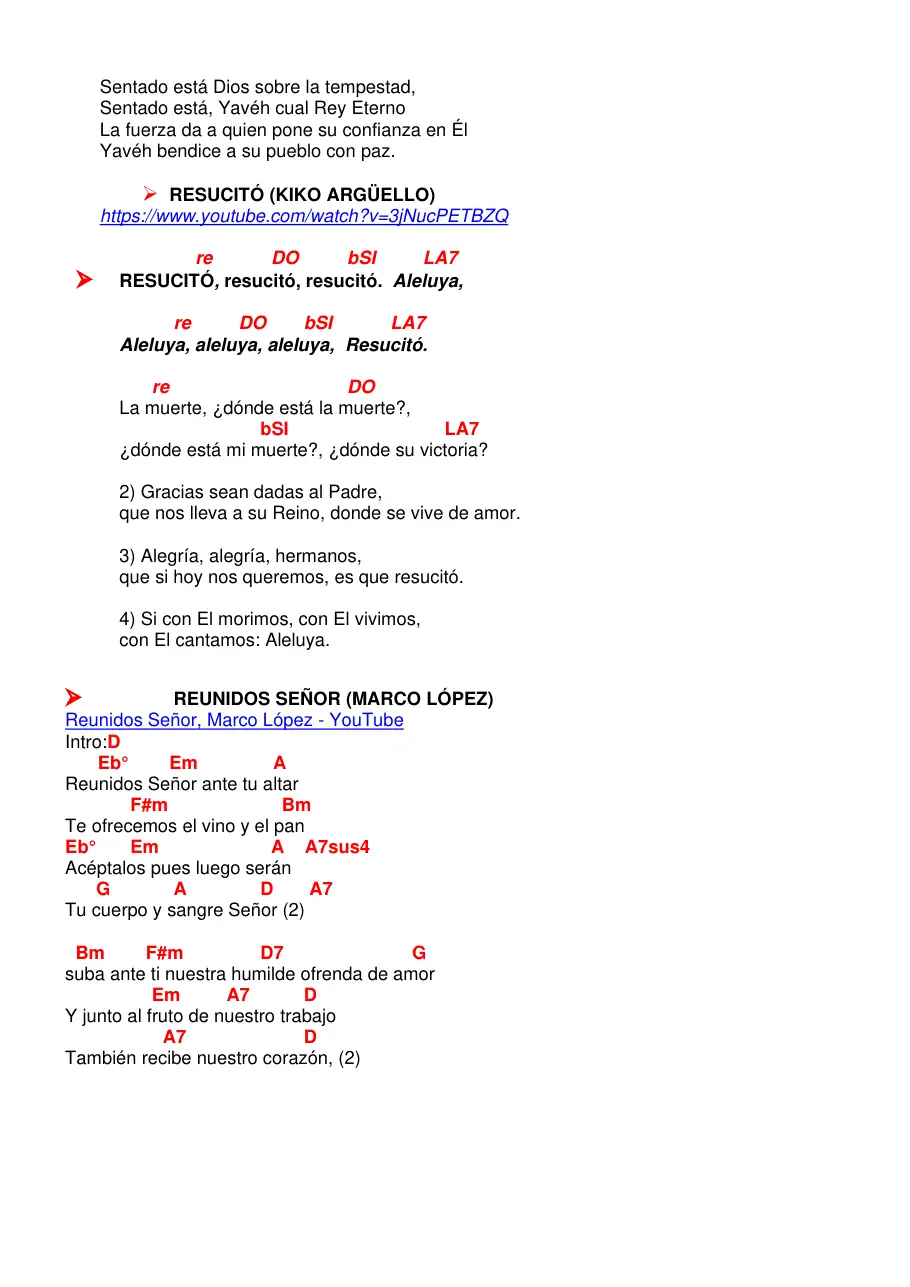 Sentado está Dios sobre la tempestad,
Sentado está, Yavéh cual Rey Eterno
La fuerza da a quien pone su confianza en Él
Yavéh bendice a su pueblo con paz.
RESUCITÓ (KIKO ARGÜELLO)
https://www.youtube.com/watch?v=3jNucPETBZQ
re DO bSI LA7
RESUCITÓ, resucitó, resucitó. Aleluya,
re DO bSI LA7
Aleluya, aleluya, aleluya, Resucitó.
re DO
La muerte, ¿dónde está la muerte?,
bSI LA7
¿dónde está mi muerte?, ¿dónde su victoria?
2) Gracias sean dadas al Padre,
que nos lleva a su Reino, donde se vive de amor.
3) Alegría, alegría, hermanos,
que si hoy nos queremos, es que resucitó.
4) Si con El morimos, con El vivimos,
con El cantamos: Aleluya.
REUNIDOS SEÑOR (MARCO LÓPEZ)
Reunidos Señor, Marco López - YouTube
Intro:D
Eb° Em A
Reunidos Señor ante tu altar
F#m Bm
Te ofrecemos el vino y el pan
Eb° Em A A7sus4
Acéptalos pues luego serán
G A D A7
Tu cuerpo y sangre Señor (2)
Bm F#m D7 G
suba ante ti nuestra humilde ofrenda de amor
Em A7 D
Y junto al fruto de nuestro trabajo
A7 D
También recibe nuestro corazón, (2)